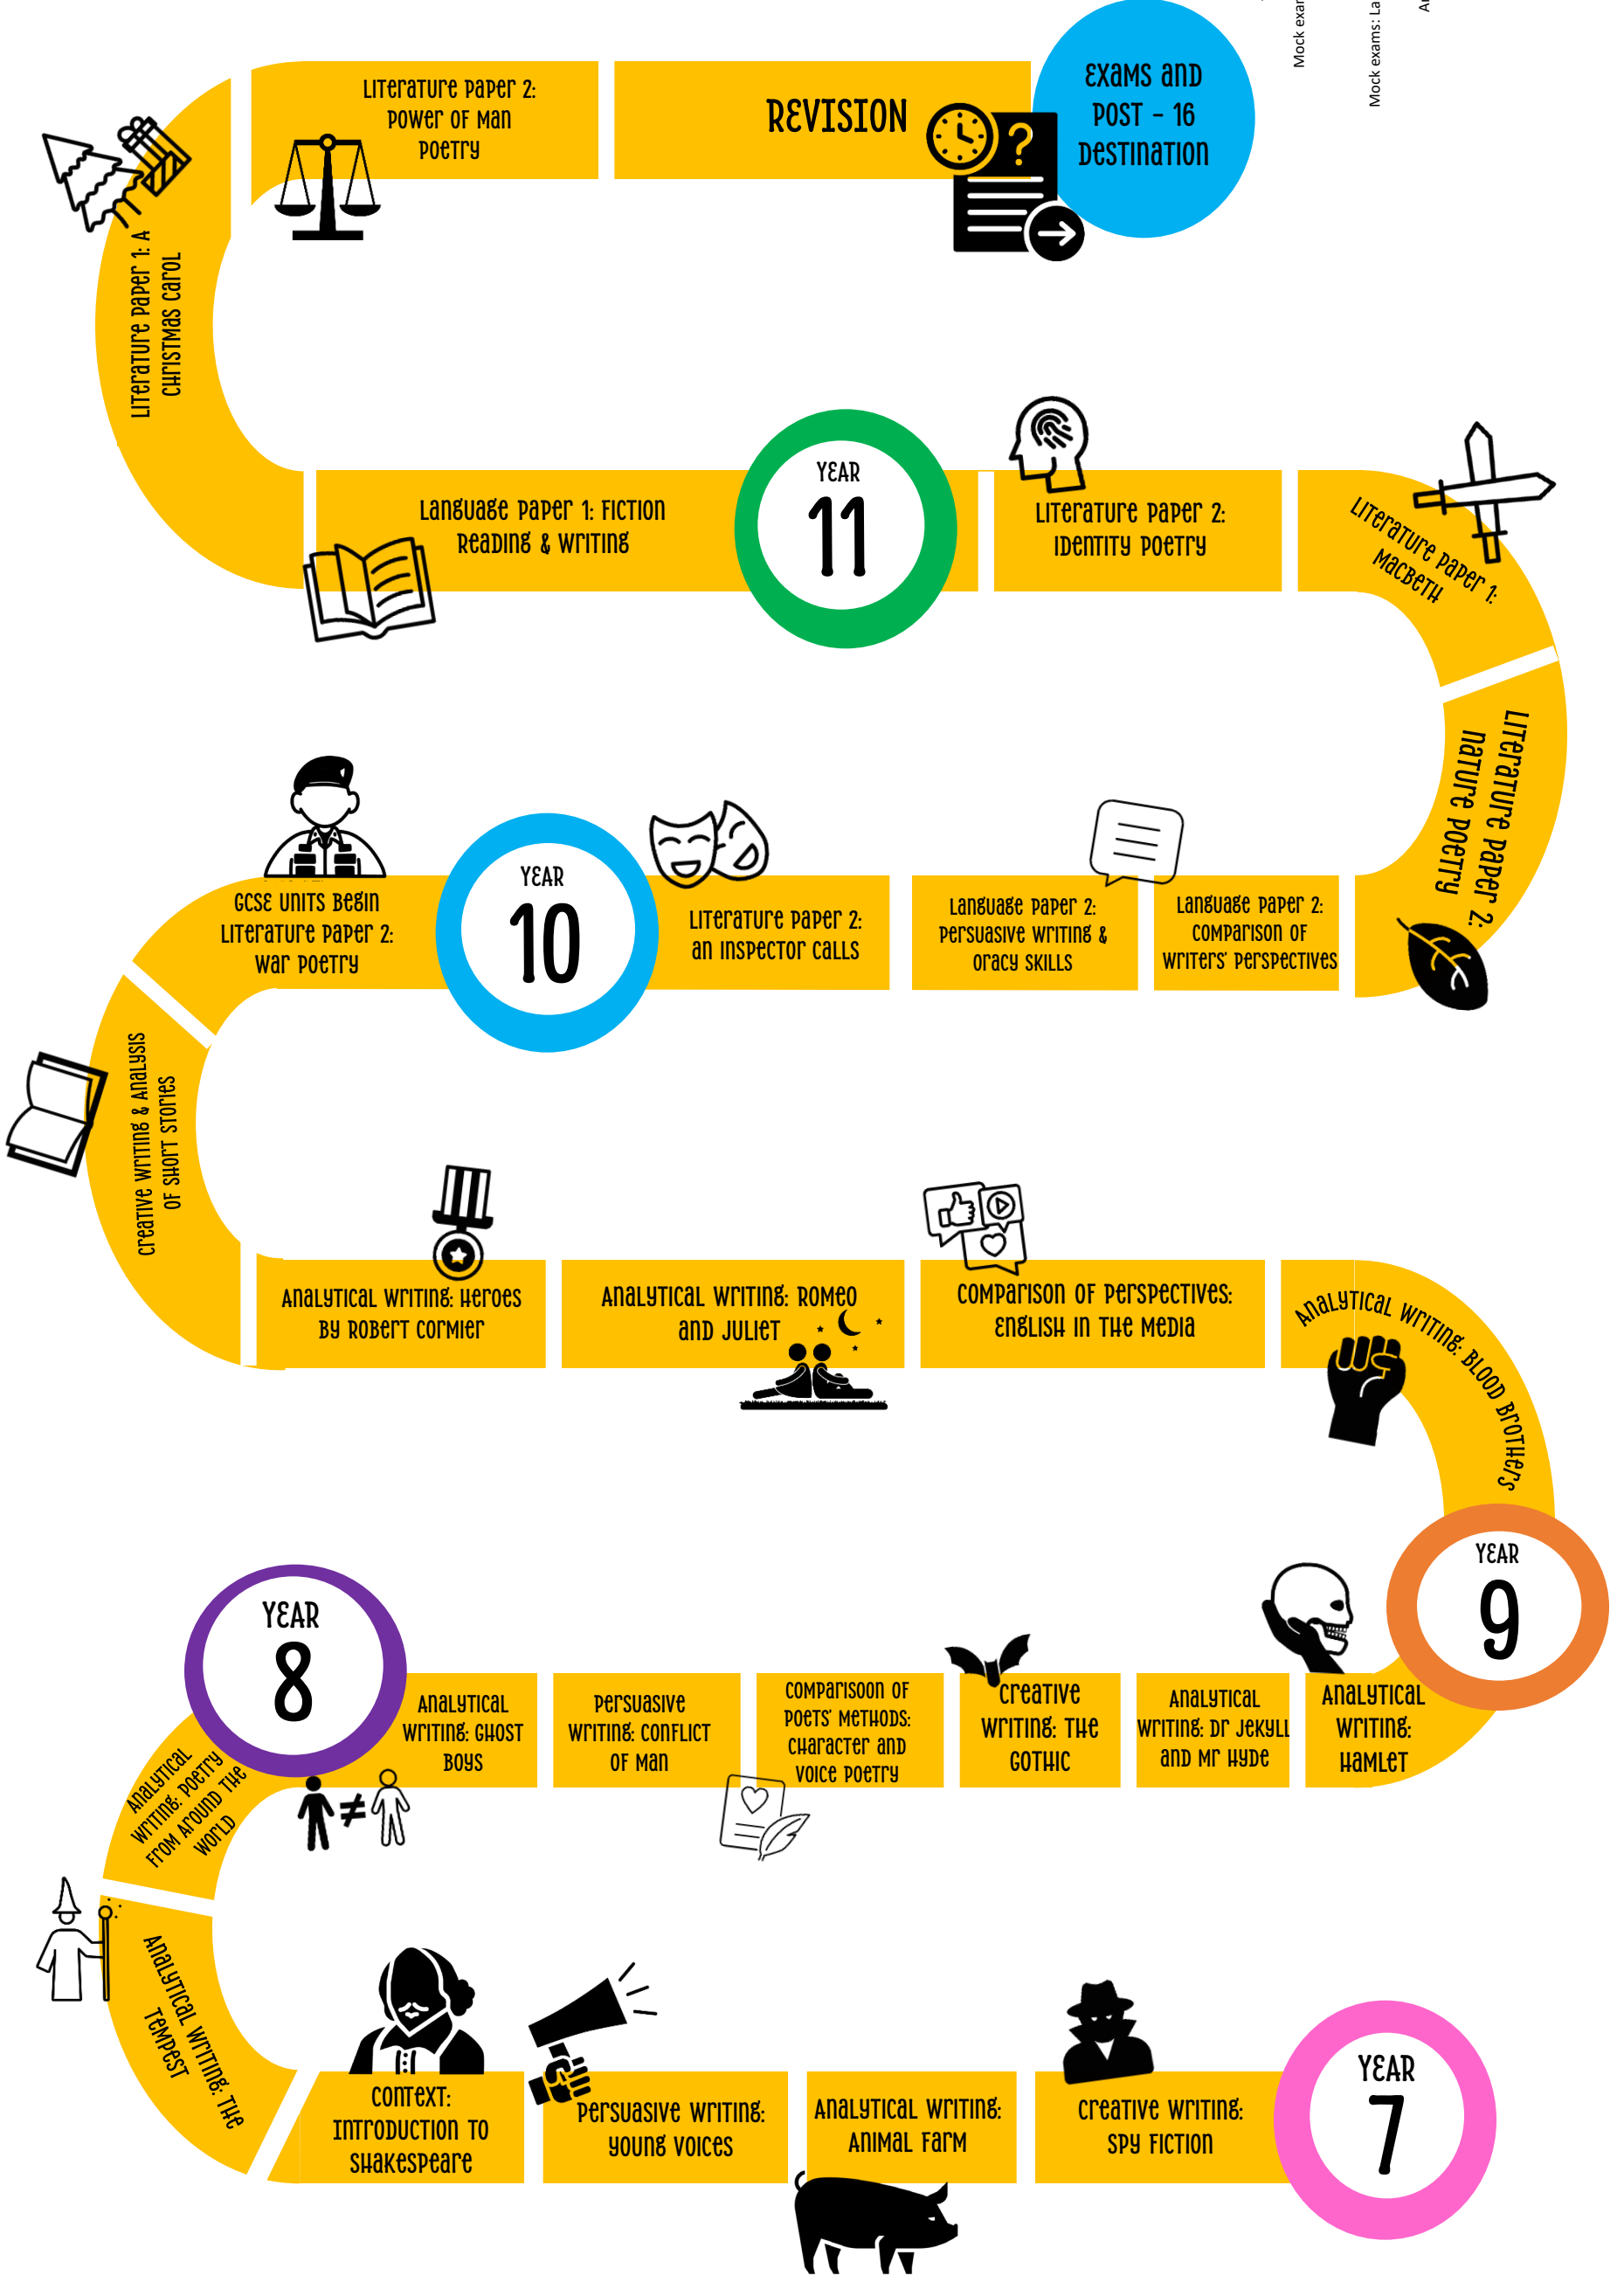 Mock exar
Mock exams: La
LITERATURE PAPER 2:
POWER OF MAN
POETRY
REVISION
EXAMS AND
POST - 16
DESTINATION
LITERATURE PAPER 1: A
CHRISTMAS CAROL
LANGUAGE PAPER 1: FICTION
READING & WRITING
YEAR
11
LITERATURE PAPER 2:
IDENTITY POETRY
LITERATURE PAPER 1:
MACBETH
LITERATURE PAPER 2:
NATURE POETRY
GCSE UNITS BEGIN
LITERATURE PAPER 2:
WAR POETRY
YEAR
10
LITERATURE PAPER 2:
AN INSPECTOR CALLS
LANGUAGE PAPER 2:
PERSUASIVE WRITING &
ORACY SKILLS
LANGUAGE PAPER 2:
COMPARISON OF
WRITERS' PERSPECTIVES
CREATIVE WRITING & ANALYSIS
OF SHORT STORIES
ANALYTICAL WRITING: HEROES
BY ROBERT CORMIER
ANALYTICAL WRITING: ROMEO
AND JULIET
COMPARISON OF PERSPECTIVES:
ENGLISH IN THE MEDIA
ANALYTICAL WRITING: BLOOD BROTHERS
YEAR
9
YEAR
8
ANALYTICAL
WRITING: GHOST
BOYS
PERSUASIVE
WRITING: CONFLICT
OF MAN
COMPARISOON OF
POETS' METHODS:
CHARACTER AND
VOICE POETRY
CREATIVE
WRITING: THE
GOTHIC
ANALYTICAL
WRITING: DR JEKYLL
AND MR HYDE
ANALYTICAL
WRITING:
HAMLET
ANALYTICAL
WRITING: POETRY
FROM AROUND THE
WORLD
ANALYTICAL WRITING: THE
TEMPEST
CONTEXT:
INTRODUCTION TO
SHAKESPEARE
PERSUASIVE WRITING:
YOUNG VOICES
ANALYTICAL WRITING:
ANIMAL FARM
CREATIVE WRITING:
SPY FICTION
YEAR
7